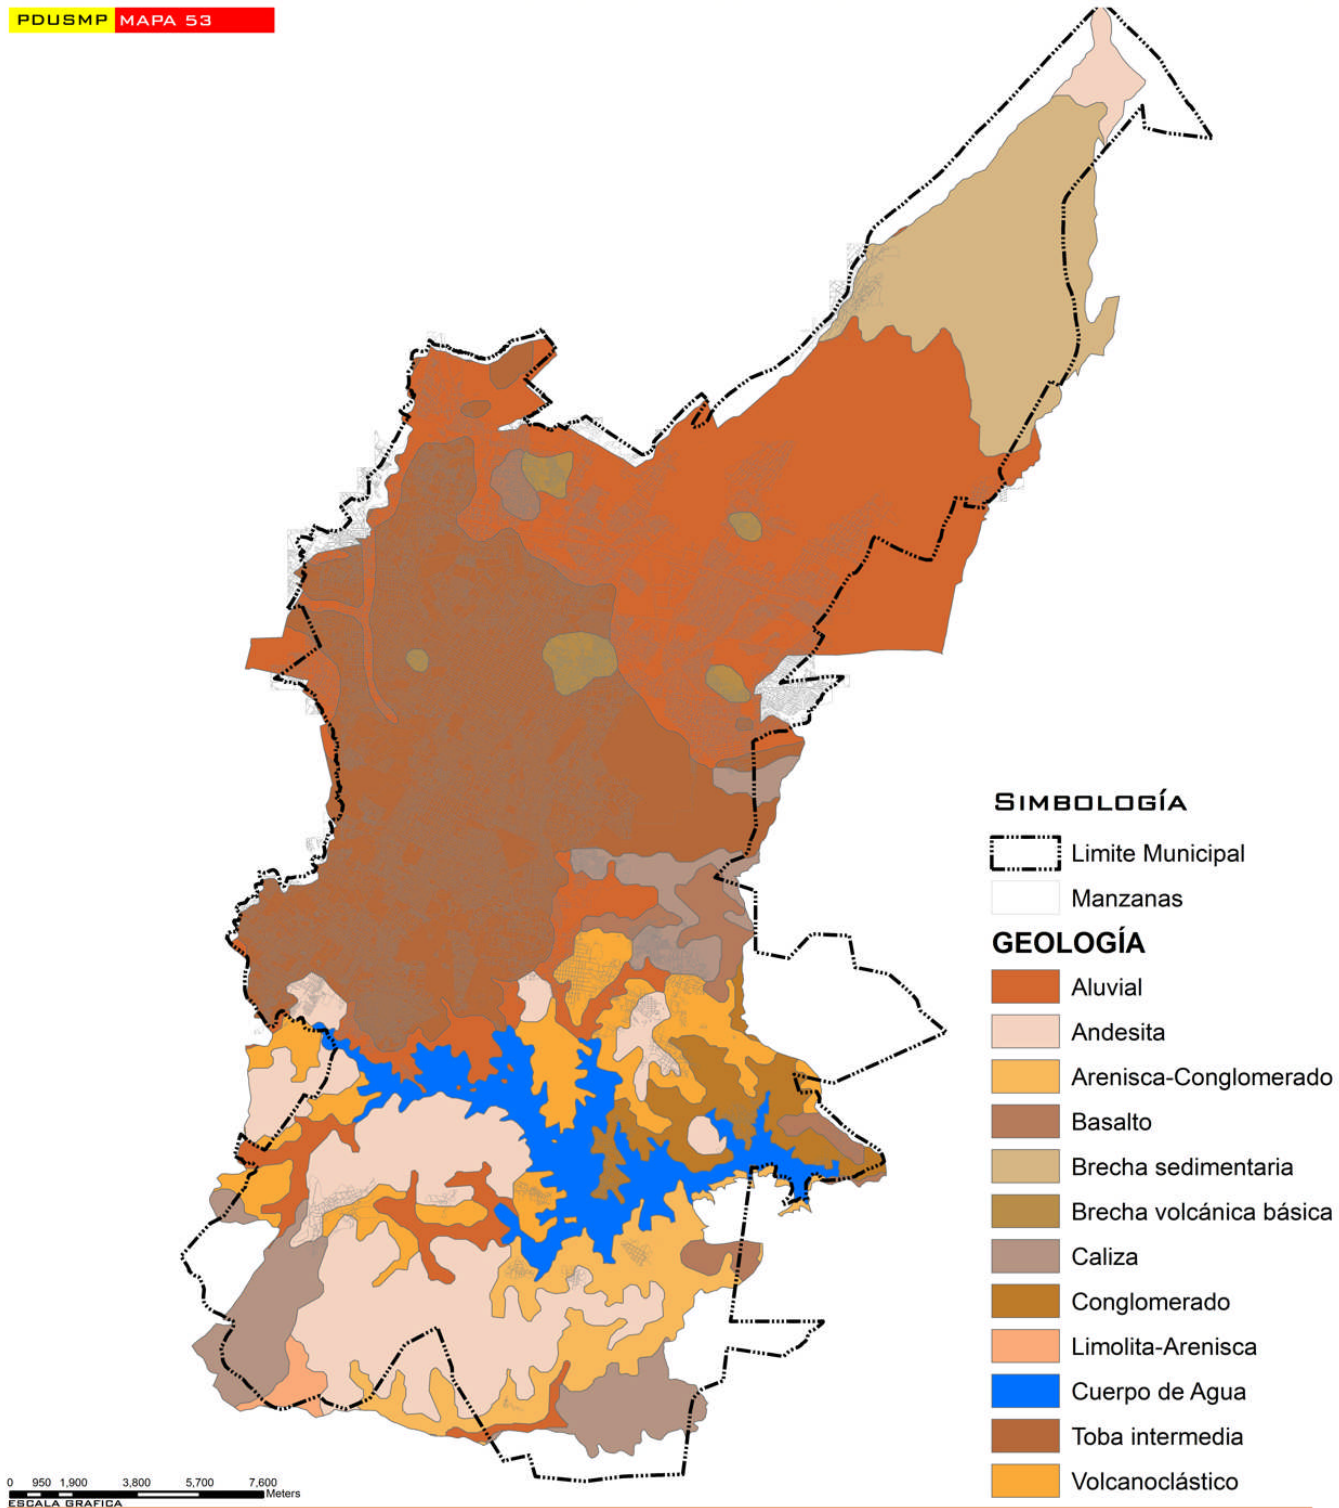 PDUSMP MAPA 53
SIMBOLOGÍA
Limite Municipal
Manzanas
GEOLOGÍA
Aluvial
Andesita
Arenisca-Conglomerado
Basalto
Brecha sedimentaria
Brecha volcánica básica
Caliza
Conglomerado
Limolita-Arenisca
Cuerpo de Agua
Toba intermedia
Volcanoclástico
0 950 1,900 3,800 5,700 7,600
Meters
ESCALA GRAFICA